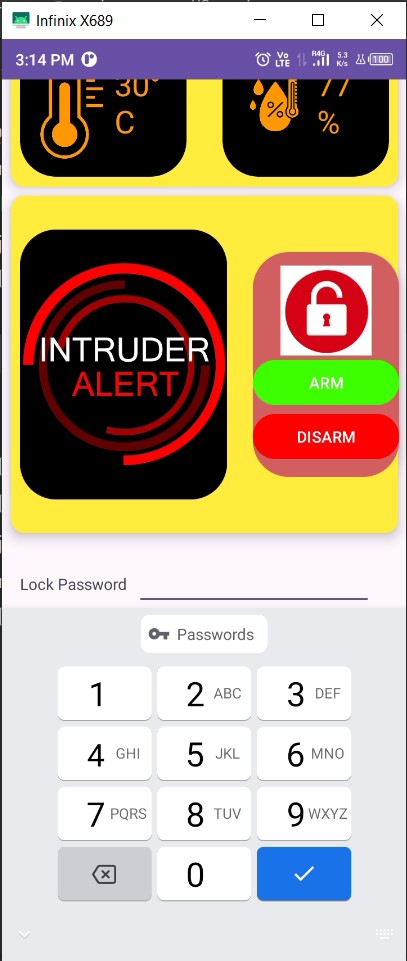 Infinix X689
3:14 PM
Vo LTE R4G 5.3 K/s 100
30°
C
77
%
INTRUDER
ALERT
ARM
DISARM
Lock Password
Passwords
1
2 ABC
3 DEF
4 GHI
5 JKL
6 MNO
7 PQRS
8 TUV
9 WXYZ
0